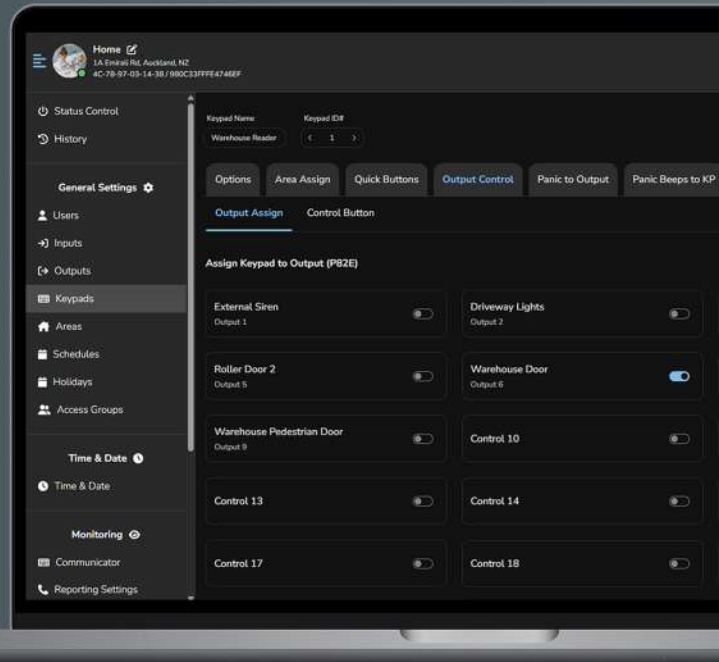 Home
1A Emirali Rd, Auckland, NZ
4C-78-97-03-14-38 / 980C33FFFE4746EF
Status Control
History
General Settings
Users
Inputs
Outputs
Keypads
Areas
Schedules
Holidays
Access Groups
Time & Date
Time & Date
Monitoring
Communicator
Reporting Settings
Keypad Name
Keypad ID#
Warehouse Reader
< 1 >
Options
Area Assign
Quick Buttons
Output Control
Panic to Output
Panic Beeps to KP
Output Assign
Control Button
Assign Keypad to Output (P82E)
External Siren
Output 1
Driveway Lights
Output 2
Roller Door 2
Output 5
Warehouse Door
Output 6
Warehouse Pedestrian Door
Output 9
Control 10
Control 13
Control 14
Control 17
Control 18